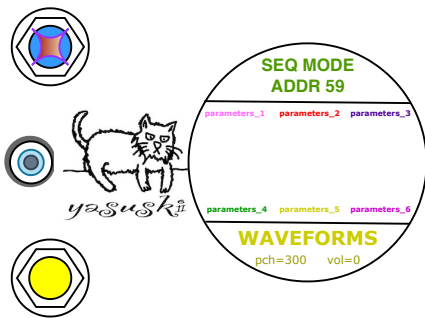 SEQ MODE
ADDR 59
parameters_1 parameters_2 parameters_3
yasuski
parameters_4 parameters_5 parameters_6
WAVEFORMS
pch=300 vol=0